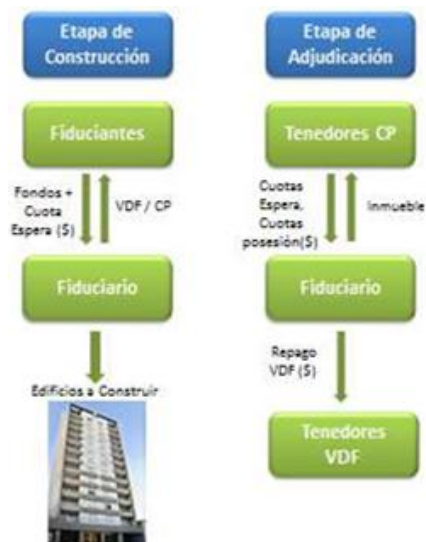 Etapa de
Construcción
Fiduciantes
Fondos +
Cuota
Espera ($)
VDF / CP
Fiduciario
Edificios a Construir
Etapa de
Adjudicación
Tenedores CP
Cuotas
Espera,
Cuotas
posesión($)
Inmueble
Fiduciario
Repago
VDF ($)
Tenedores
VDF